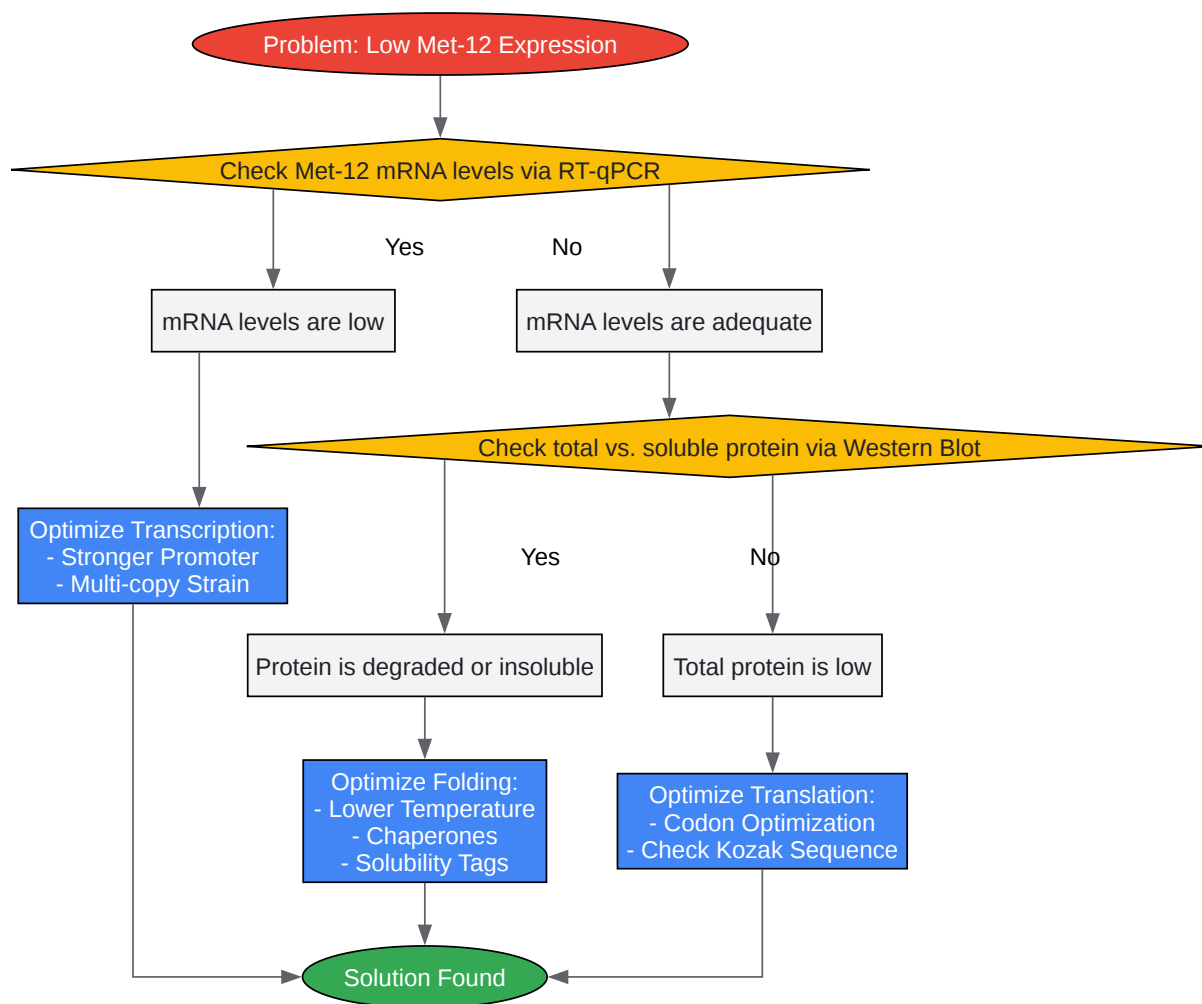 Problem: Low Met-12 Expression
Check Met-12 mRNA levels via RT-qPCR
Yes
No
mRNA levels are low
mRNA levels are adequate
Check total vs. soluble protein via Western Blot
Optimize Transcription:
- Stronger Promoter
- Multi-copy Strain
Yes
No
Protein is degraded or insoluble
Total protein is low
Optimize Folding:
- Lower Temperature
- Chaperones
- Solubility Tags
Optimize Translation:
- Codon Optimization
- Check Kozak Sequence
Solution Found